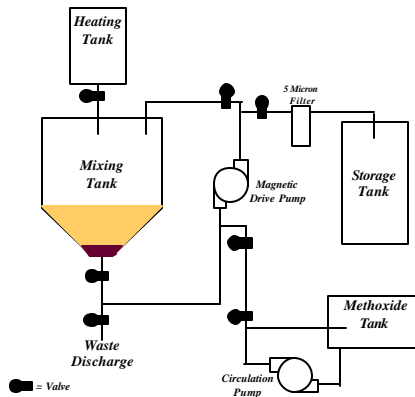 Heating
Tank
5 Micron
Filter
Mixing
Tank
Magnetic
Drive Pump
Storage
Tank
Methoxide
Tank
Waste
Discharge
Circulation
Pump
= Valve